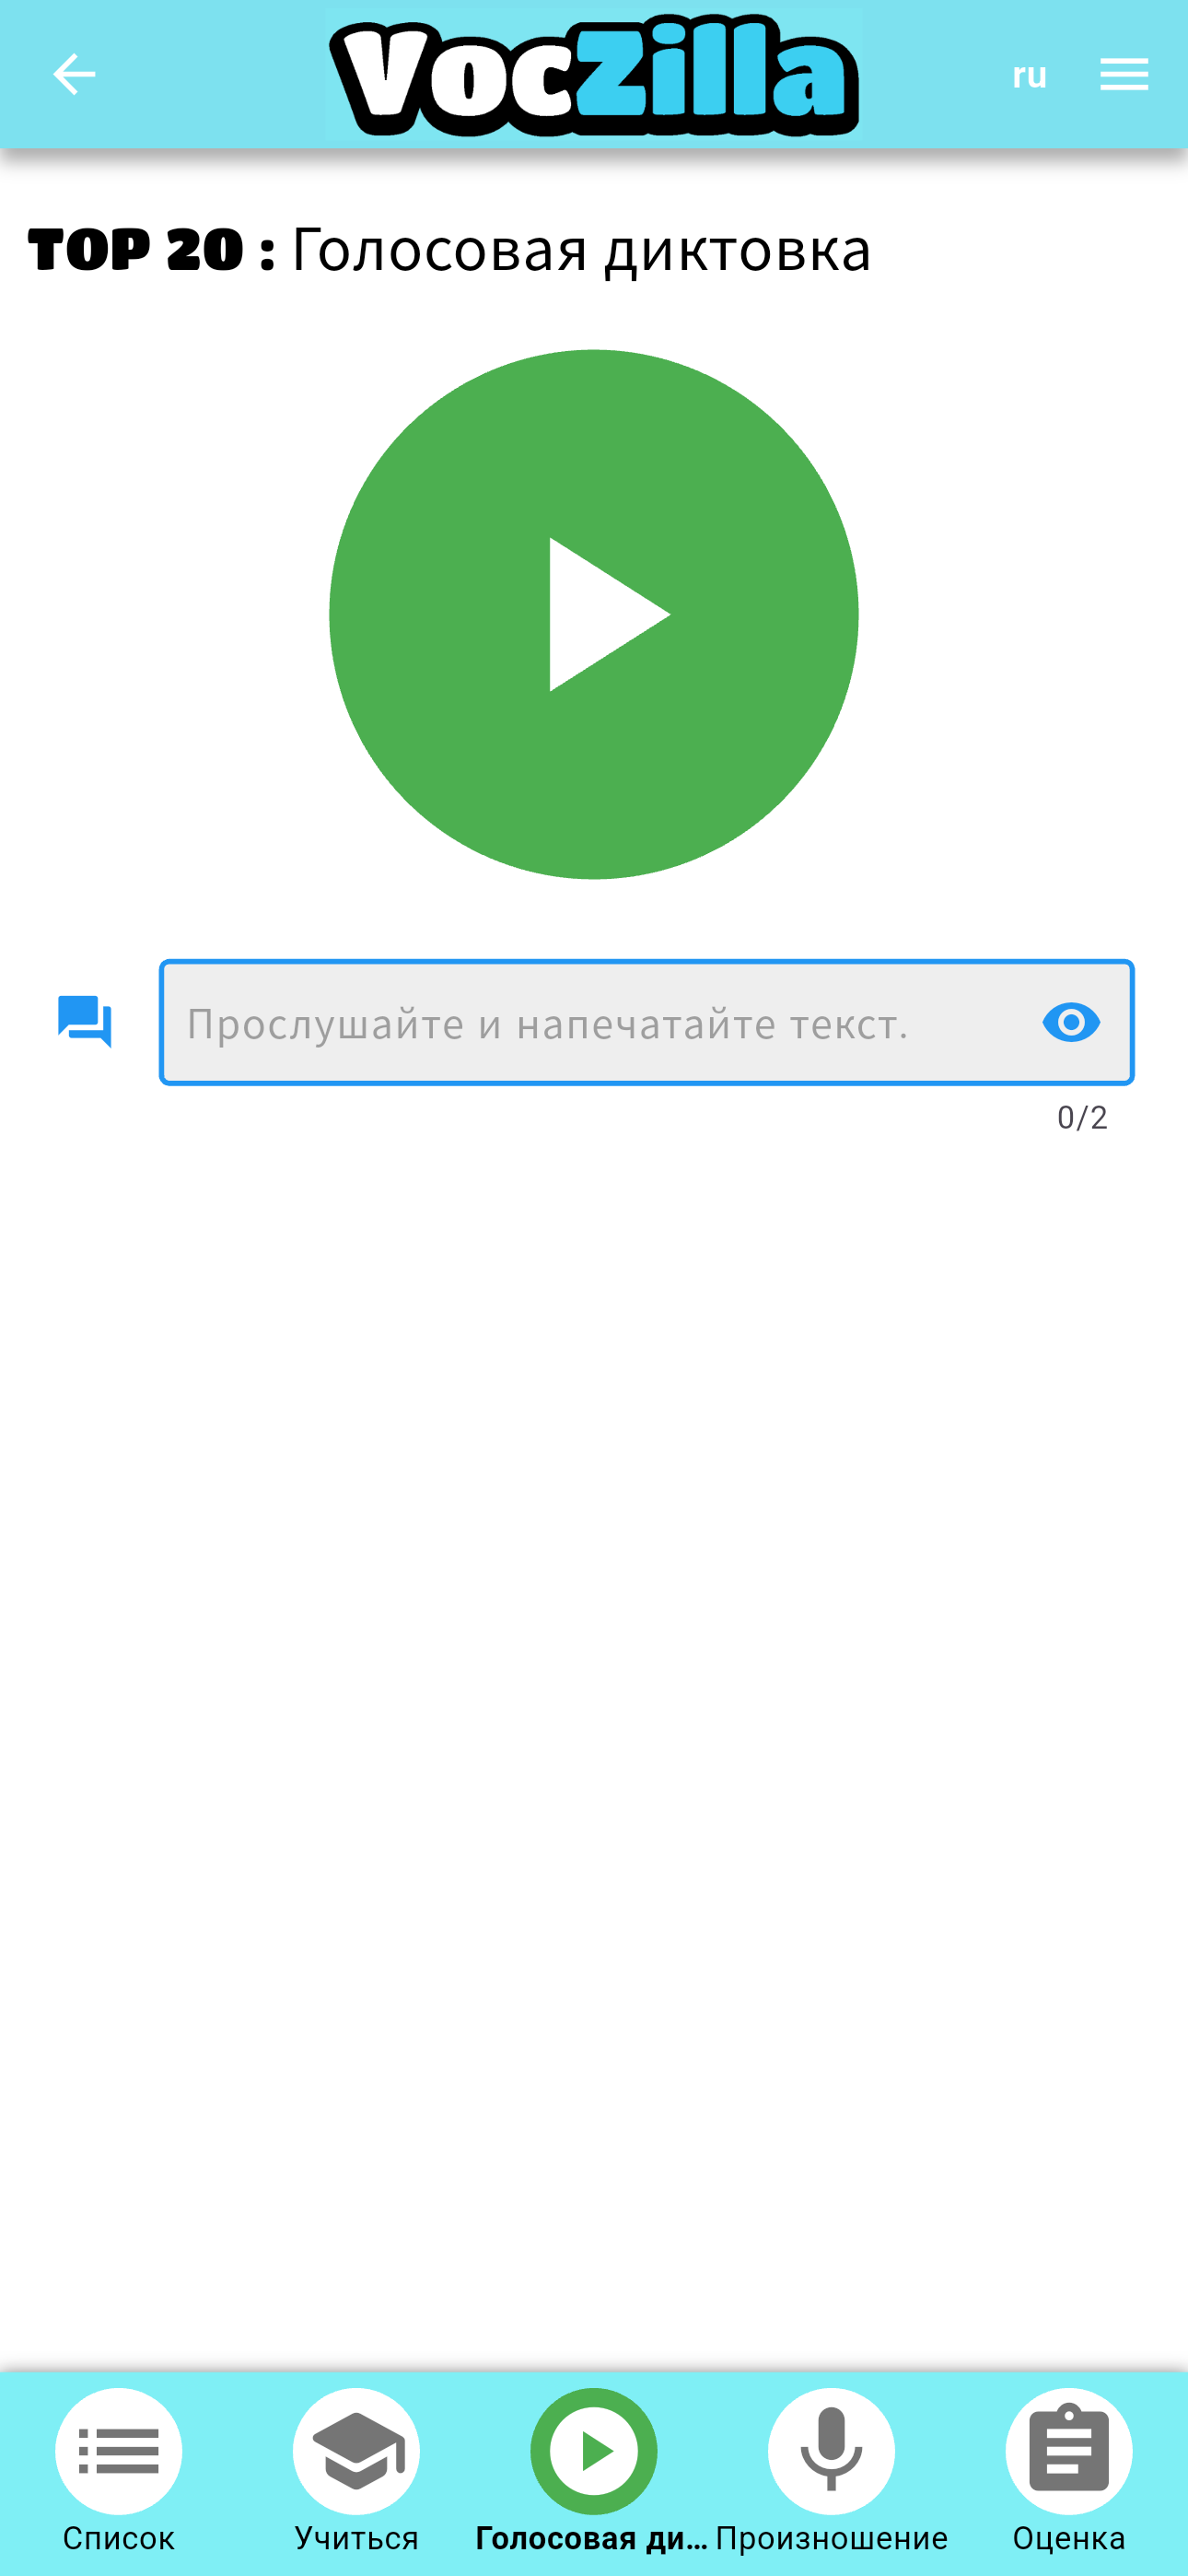 VocZilla
ru
TOP 20 : Голосовая диктовка
Прослушайте и напечатайте текст.
0/2
Список
Учиться
Голосовая ди...
Произношение
Оценка